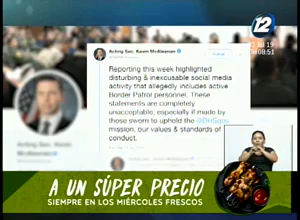 12
08:51
Acting Sec. Kevin McAleenan
Reporting this week highlighted
disturbing & inexcusable social media
activity that allegedly includes active
Border Patrol personnel. These
statements are completely
unacceptable, especially if made by
those sworn to uphold the @DHSgov
mission, our values & standards of
conduct.
Acting Sec. Kevin
McAleenan
A UN SÚPER PRECIO
SIEMPRE EN LOS MIÉRCOLES FRESCOS